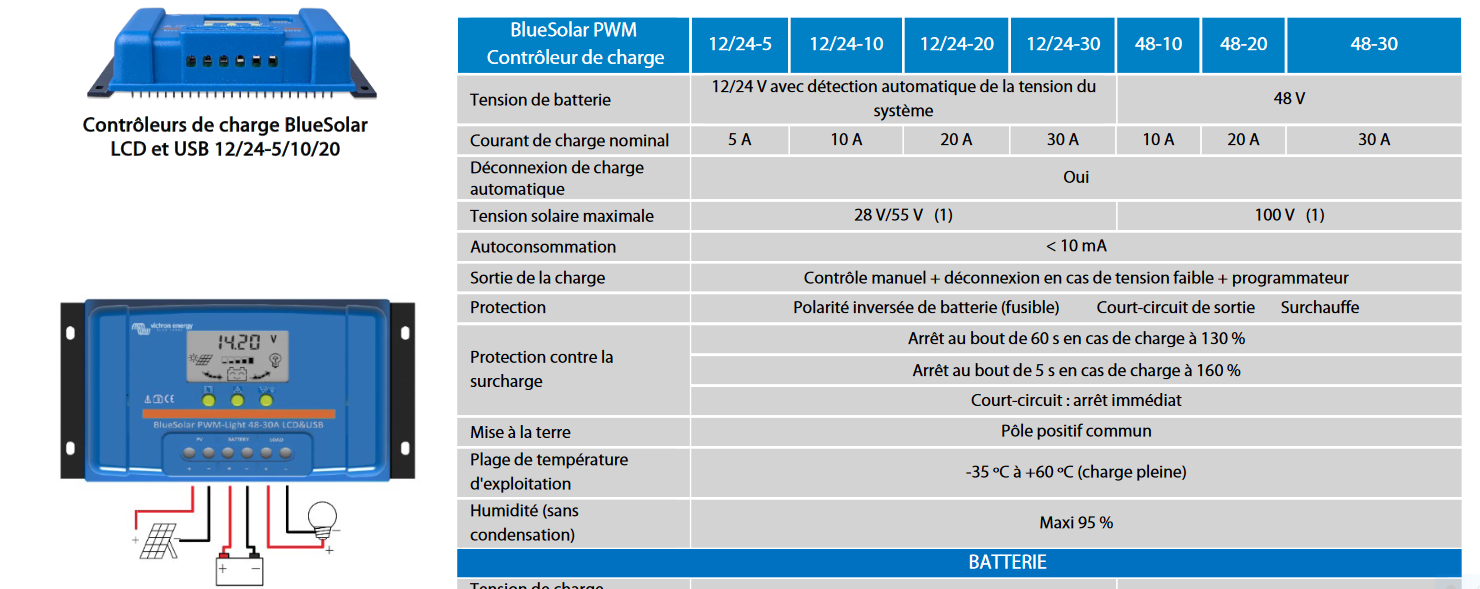 Contrôleurs de charge BlueSolar
LCD et USB 12/24-5/10/20
victron energy
14.20 V
CE
BlueSolar PWM-Light 48-30A LCD&USB
PV BATTERY LOAD
+ - + - + -
+ -
+ -
-
+
BlueSolar PWM
Contrôleur de charge
12/24-5 12/24-10 12/24-20 12/24-30 48-10 48-20 48-30
Tension de batterie
12/24 V avec détection automatique de la tension du
système
48 V
Courant de charge nominal 5 A 10 A 20 A 30 A 10 A 20 A 30 A
Déconnexion de charge
automatique
Oui
Tension solaire maximale 28 V/55 V (1) 100 V (1)
Autoconsommation < 10 mA
Sortie de la charge Contrôle manuel + déconnexion en cas de tension faible + programmateur
Protection Polarité inversée de batterie (fusible) Court-circuit de sortie Surchauffe
Protection contre la
surcharge
Arrêt au bout de 60 s en cas de charge à 130 %
Arrêt au bout de 5 s en cas de charge à 160 %
Court-circuit : arrêt immédiat
Mise à la terre Pôle positif commun
Plage de température
d'exploitation
-35 ºC à +60 ºC (charge pleine)
Humidité (sans
condensation)
Maxi 95 %
BATTERIE
Tension de charge